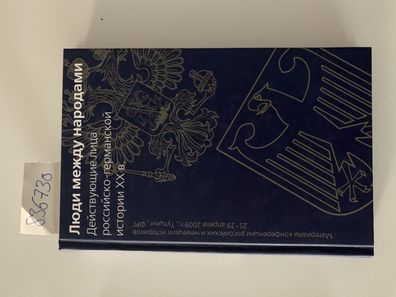 Люди между народами
Действующие лица
российско-германской
истории XX в.
Материалы конференции российских и немецких историков
25–29 апреля 2009 г., Тутцинг, ФРГ
836730